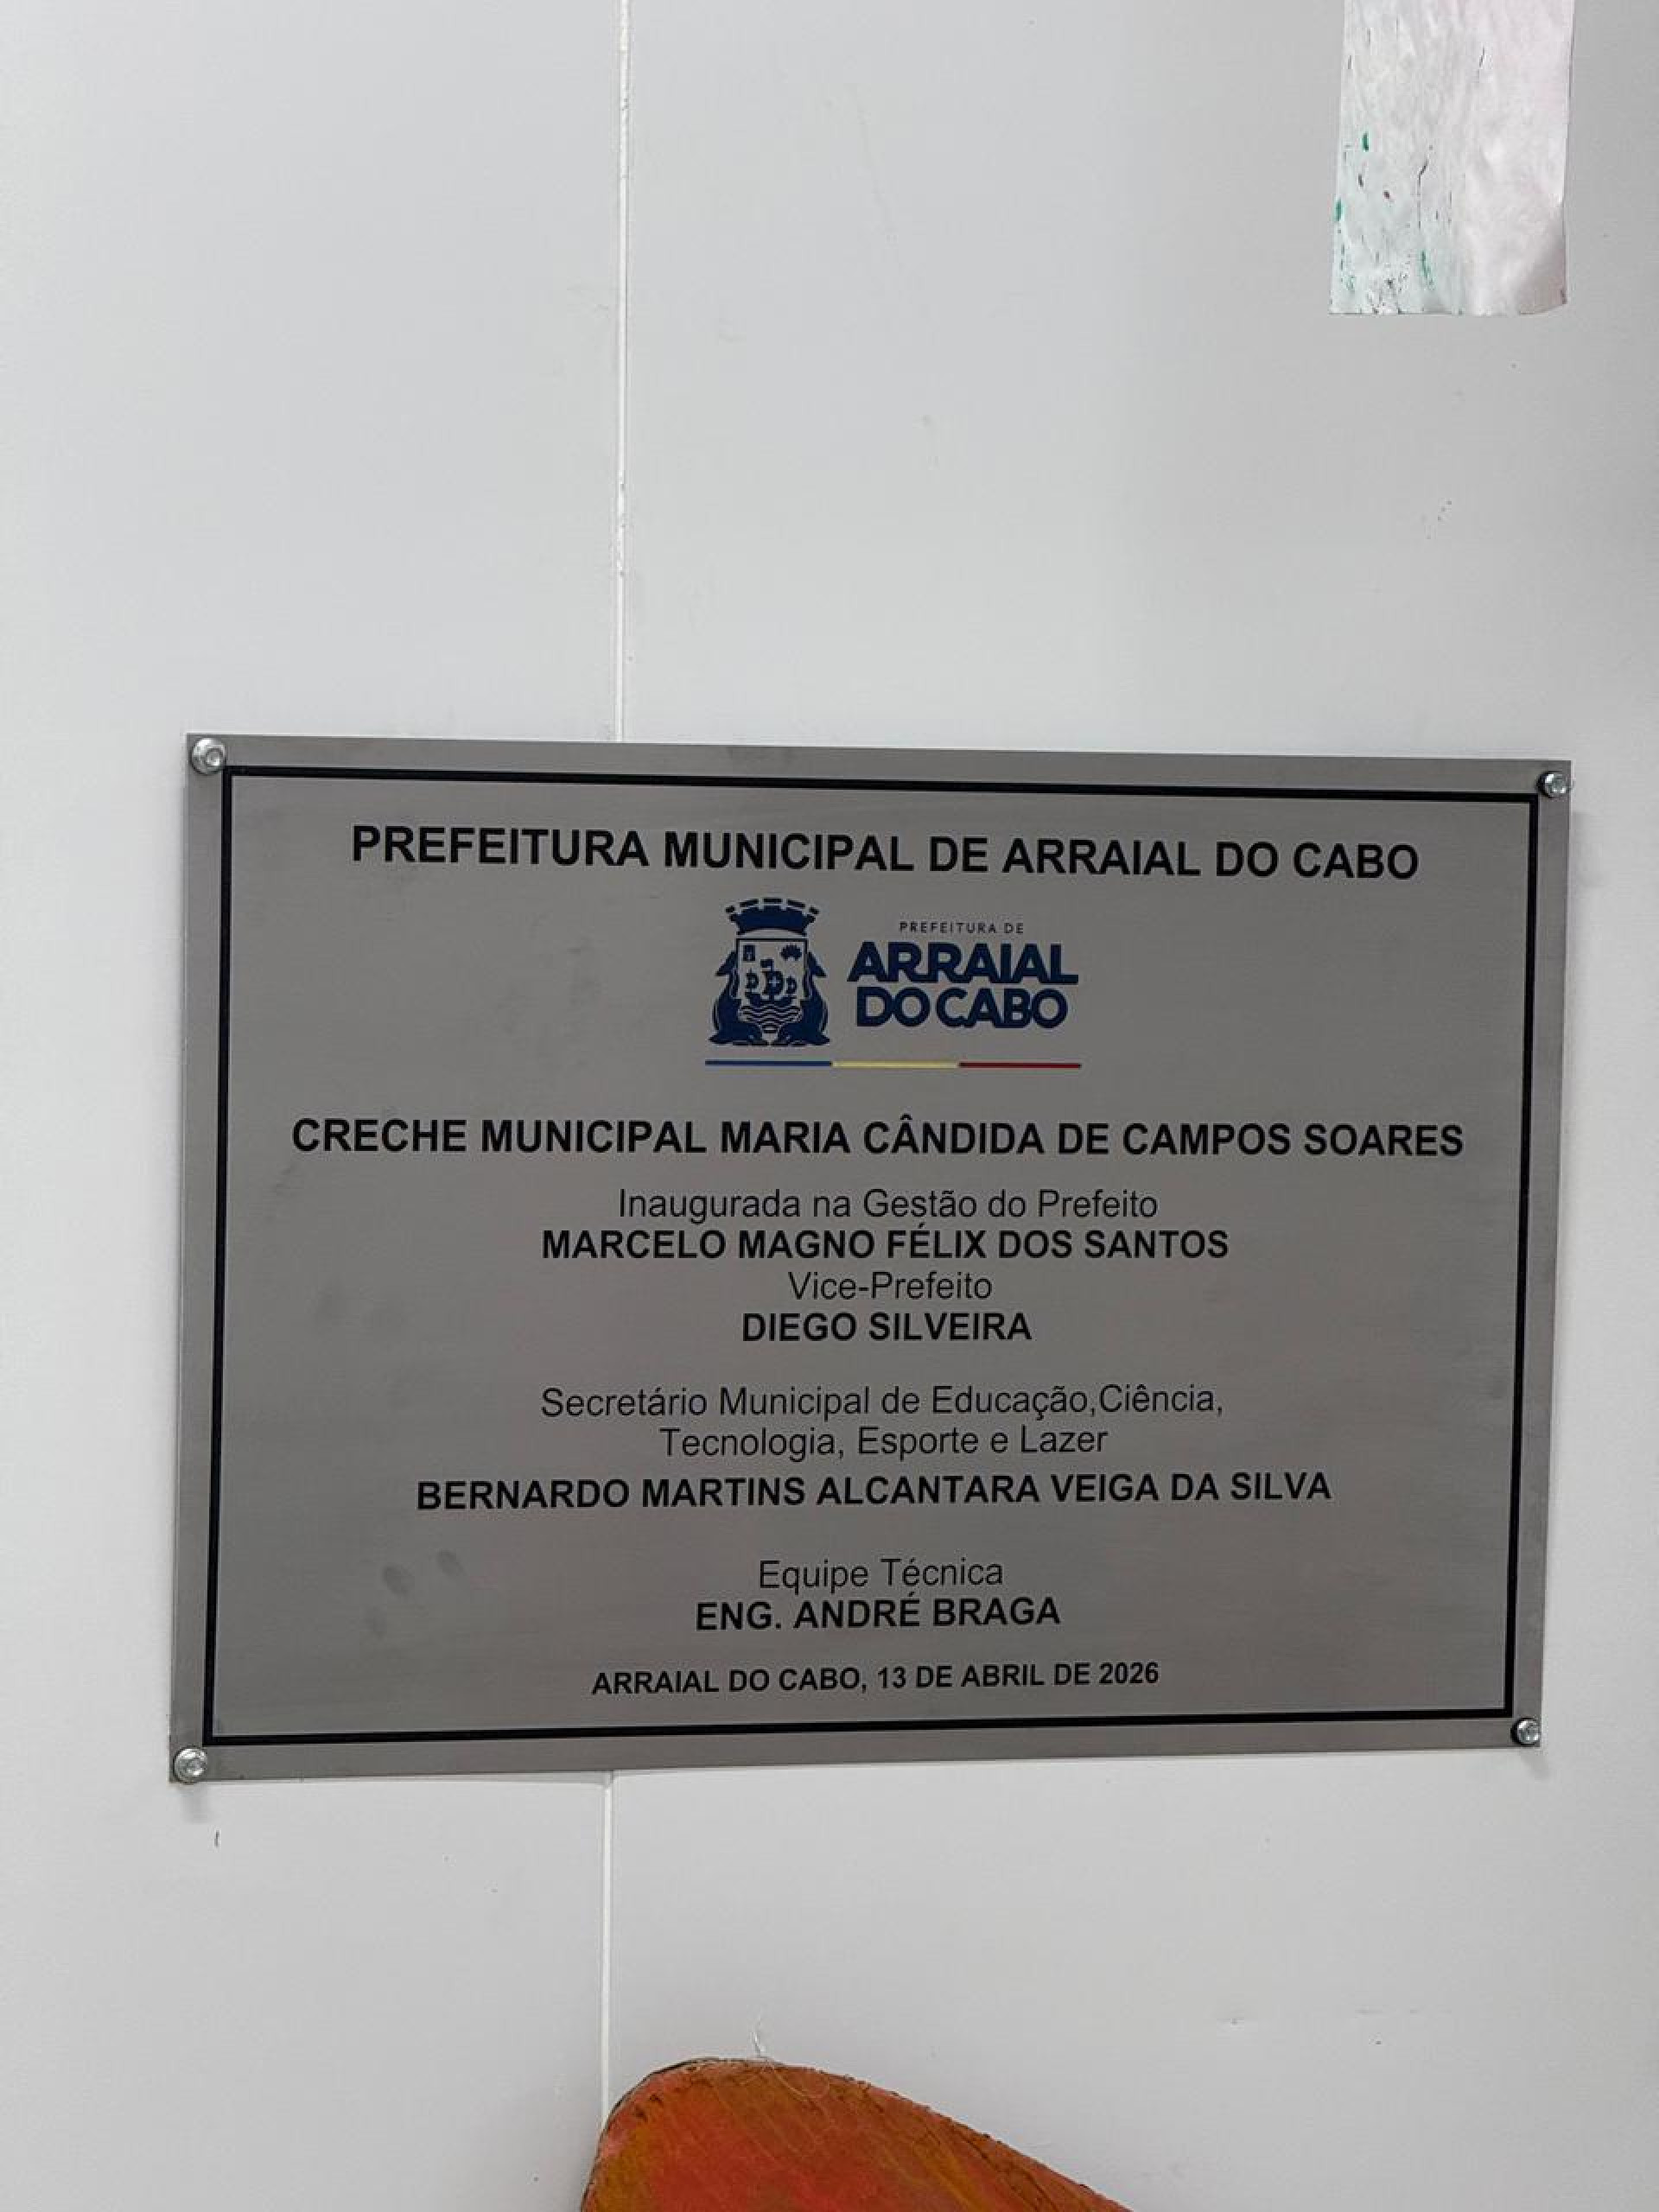 PREFEITURA MUNICIPAL DE ARRAIAL DO CABO
PREFEITURA DE
ARRAIAL
DO CABO
CRECHE MUNICIPAL MARIA CÂNDIDA DE CAMPOS SOARES
Inaugurada na Gestão do Prefeito
MARCELO MAGNO FÉLIX DOS SANTOS
Vice-Prefeito
DIEGO SILVEIRA
Secretário Municipal de Educação,Ciência,
Tecnologia, Esporte e Lazer
BERNARDO MARTINS ALCANTARA VEIGA DA SILVA
Equipe Técnica
ENG. ANDRÉ BRAGA
ARRAIAL DO CABO, 13 DE ABRIL DE 2026